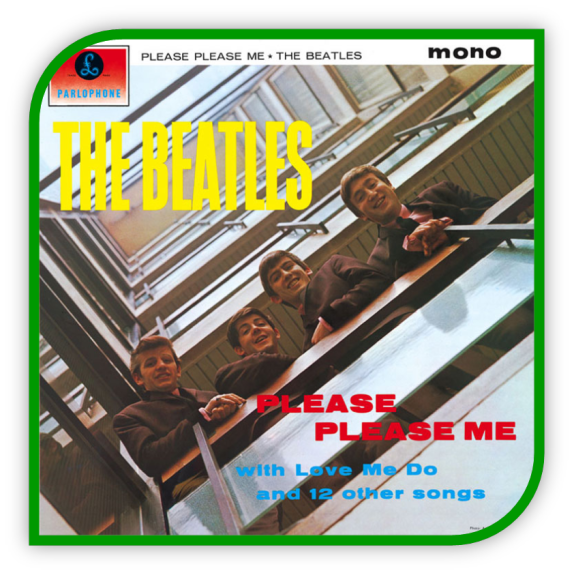 PLEASE PLEASE ME ★ THE BEATLES
mono
£
PARLOPHONE
THE BEATLES
PLEASE
PLEASE ME
with Love Me Do
and 12 other songs